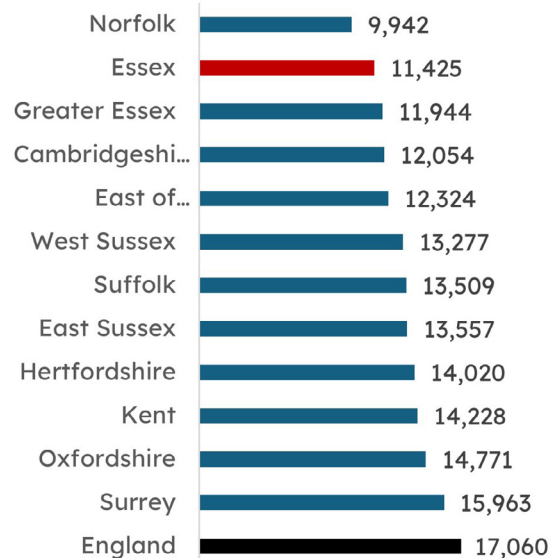 Norfolk 9,942
Essex 11,425
Greater Essex 11,944
Cambridgeshi... 12,054
East of... 12,324
West Sussex 13,277
Suffolk 13,509
East Sussex 13,557
Hertfordshire 14,020
Kent 14,228
Oxfordshire 14,771
Surrey 15,963
England 17,060